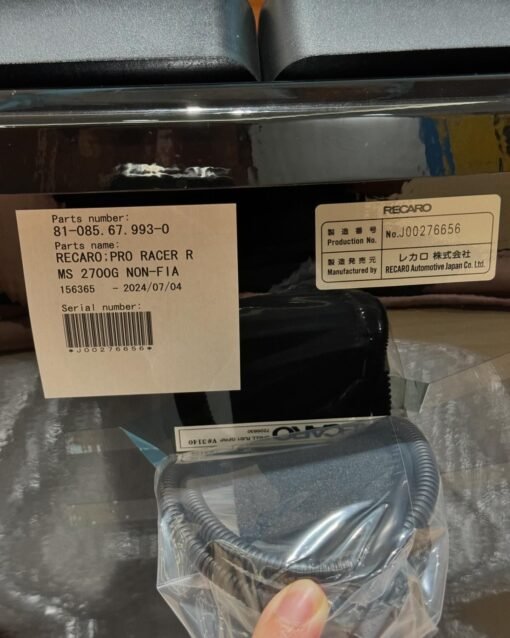 Parts number:
81-085.67.993-0
Parts name:
RECARO:PRO RACER R
MS 2700G NON-FIA
156365 - 2024/07/04
Serial number:
*J00276656*
RECARO
製造番号 No.J00276656
Production No.
製造発売元 レカロ 株式会社
Manufactured by RECARO Automotive Japan Co. Ltd.
RECARO
V#3140